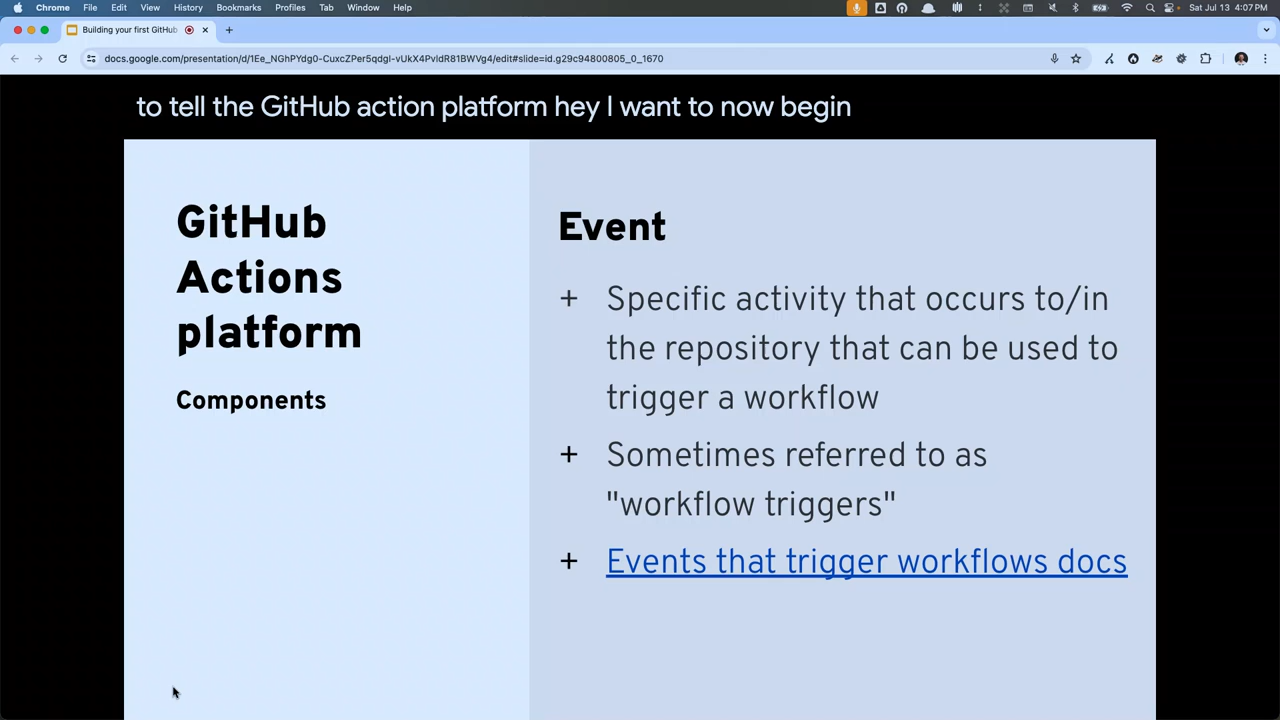 Chrome File Edit View History Bookmarks Profiles Tab Window Help Sat Jul 13 4:07 PM
Building your first GitHub
docs.google.com/presentation/d/1Ee_NGhPYdg0-CuxcZPer5qdgI-vUkX4PvldR81BWVg4/edit#slide=id.g29c94800805_0_1670
to tell the GitHub action platform hey I want to now begin
GitHub
Actions
platform
Components
Event
+ Specific activity that occurs to/in
the repository that can be used to
trigger a workflow
+ Sometimes referred to as
"workflow triggers"
+ Events that trigger workflows docs